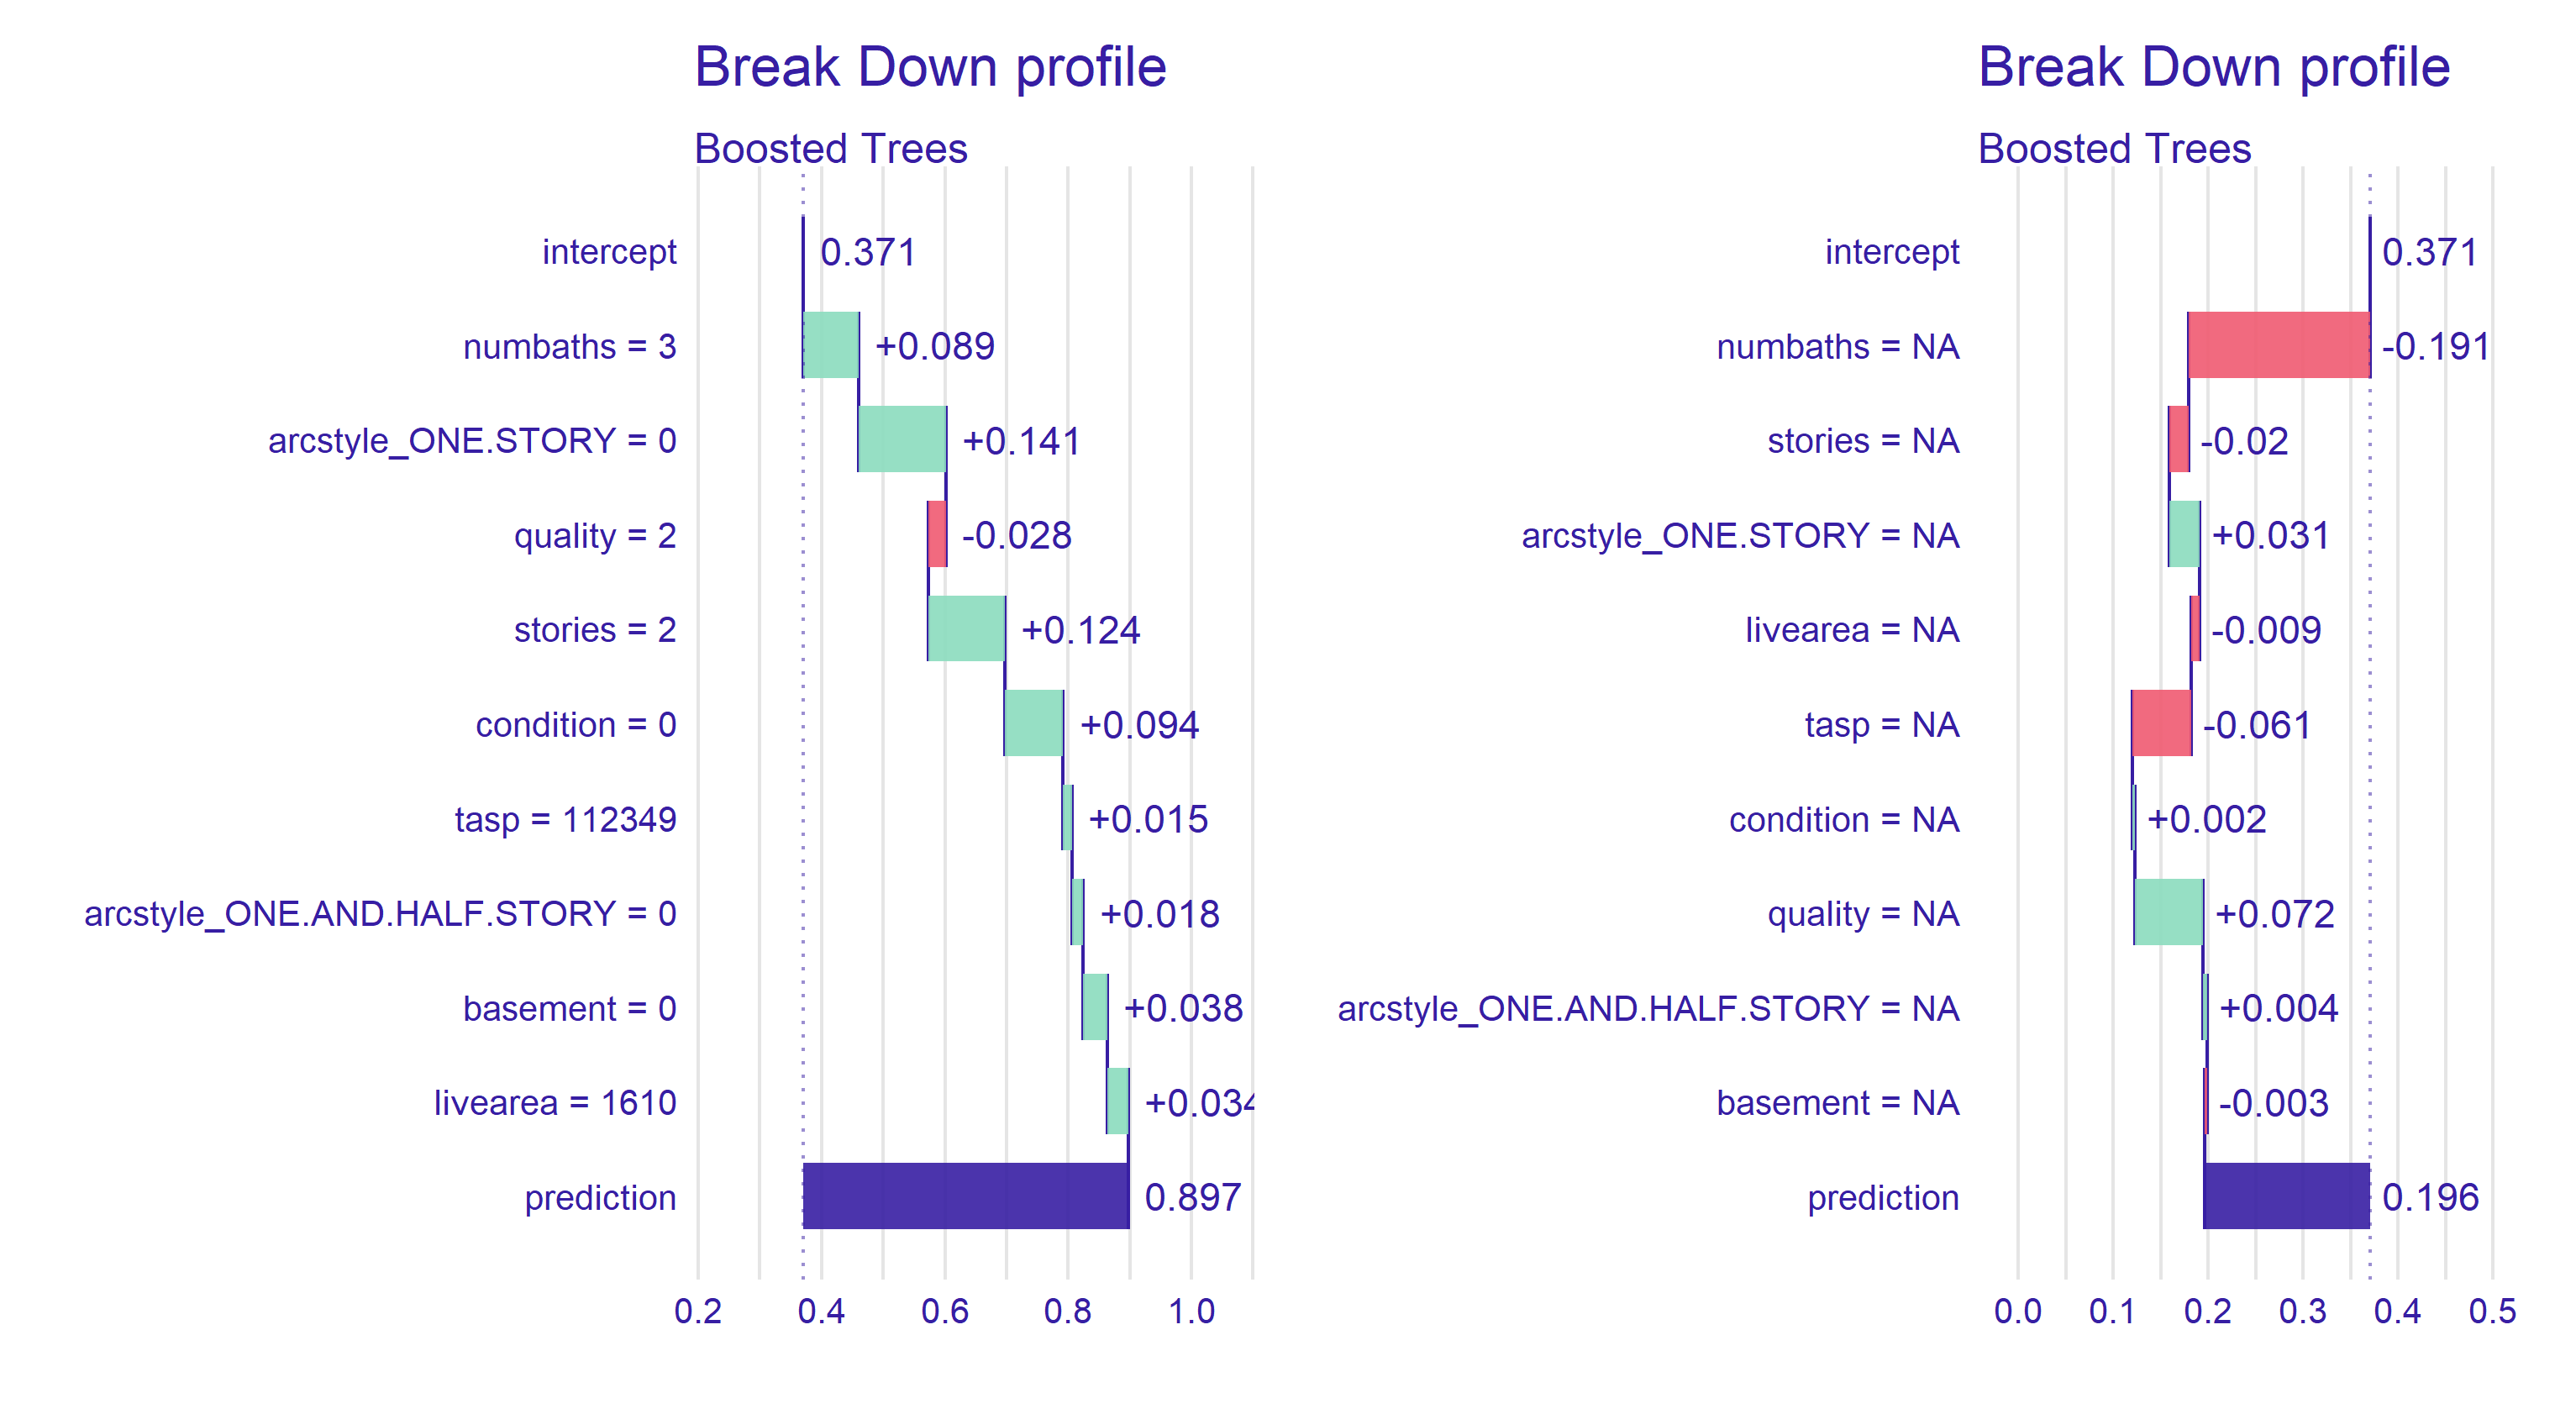 Break Down profile
Boosted Trees
intercept 0.371
numbaths = 3 +0.089
arcstyle_ONE.STORY = 0 +0.141
quality = 2 -0.028
stories = 2 +0.124
condition = 0 +0.094
tasp = 112349 +0.015
arcstyle_ONE.AND.HALF.STORY = 0 +0.018
basement = 0 +0.038
livearea = 1610 +0.034
prediction 0.897
0.2 0.4 0.6 0.8 1.0
Break Down profile
Boosted Trees
intercept 0.371
numbaths = NA -0.191
stories = NA -0.02
arcstyle_ONE.STORY = NA +0.031
livearea = NA -0.009
tasp = NA -0.061
condition = NA +0.002
quality = NA +0.072
arcstyle_ONE.AND.HALF.STORY = NA +0.004
basement = NA -0.003
prediction 0.196
0.0 0.1 0.2 0.3 0.4 0.5